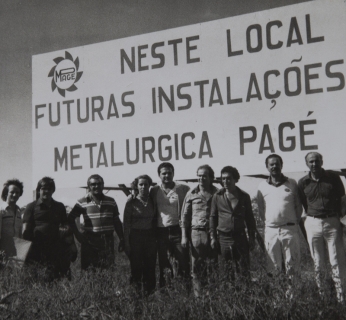 PAGÉ
NESTE LOCAL
FUTURAS INSTALAÇÕES
METALURGICA PAGÉ